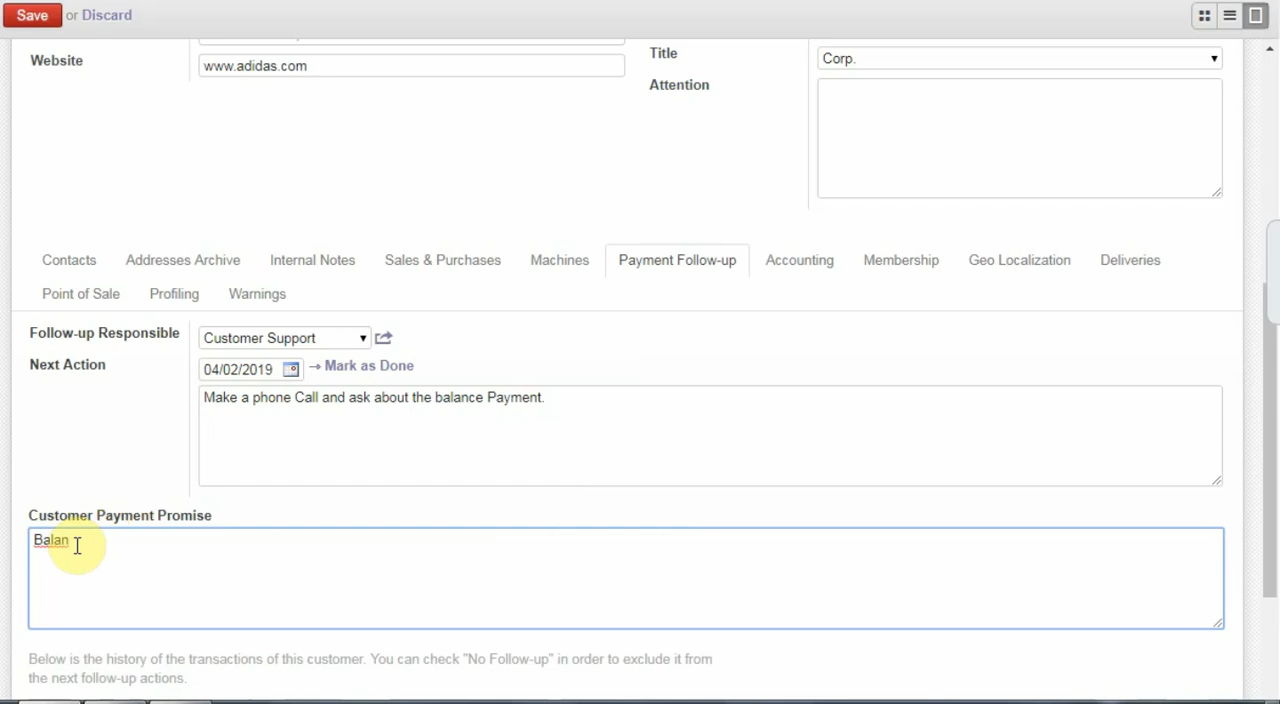 Save or Discard
Website
www.adidas.com
Title
Corp.
Attention
Contacts Addresses Archive Internal Notes Sales & Purchases Machines Payment Follow-up Accounting Membership Geo Localization Deliveries
Point of Sale Profiling Warnings
Follow-up Responsible
Customer Support
Next Action
04/02/2019 → Mark as Done
Make a phone Call and ask about the balance Payment.
Customer Payment Promise
Balan
Below is the history of the transactions of this customer. You can check "No Follow-up" in order to exclude it from
the next follow-up actions.